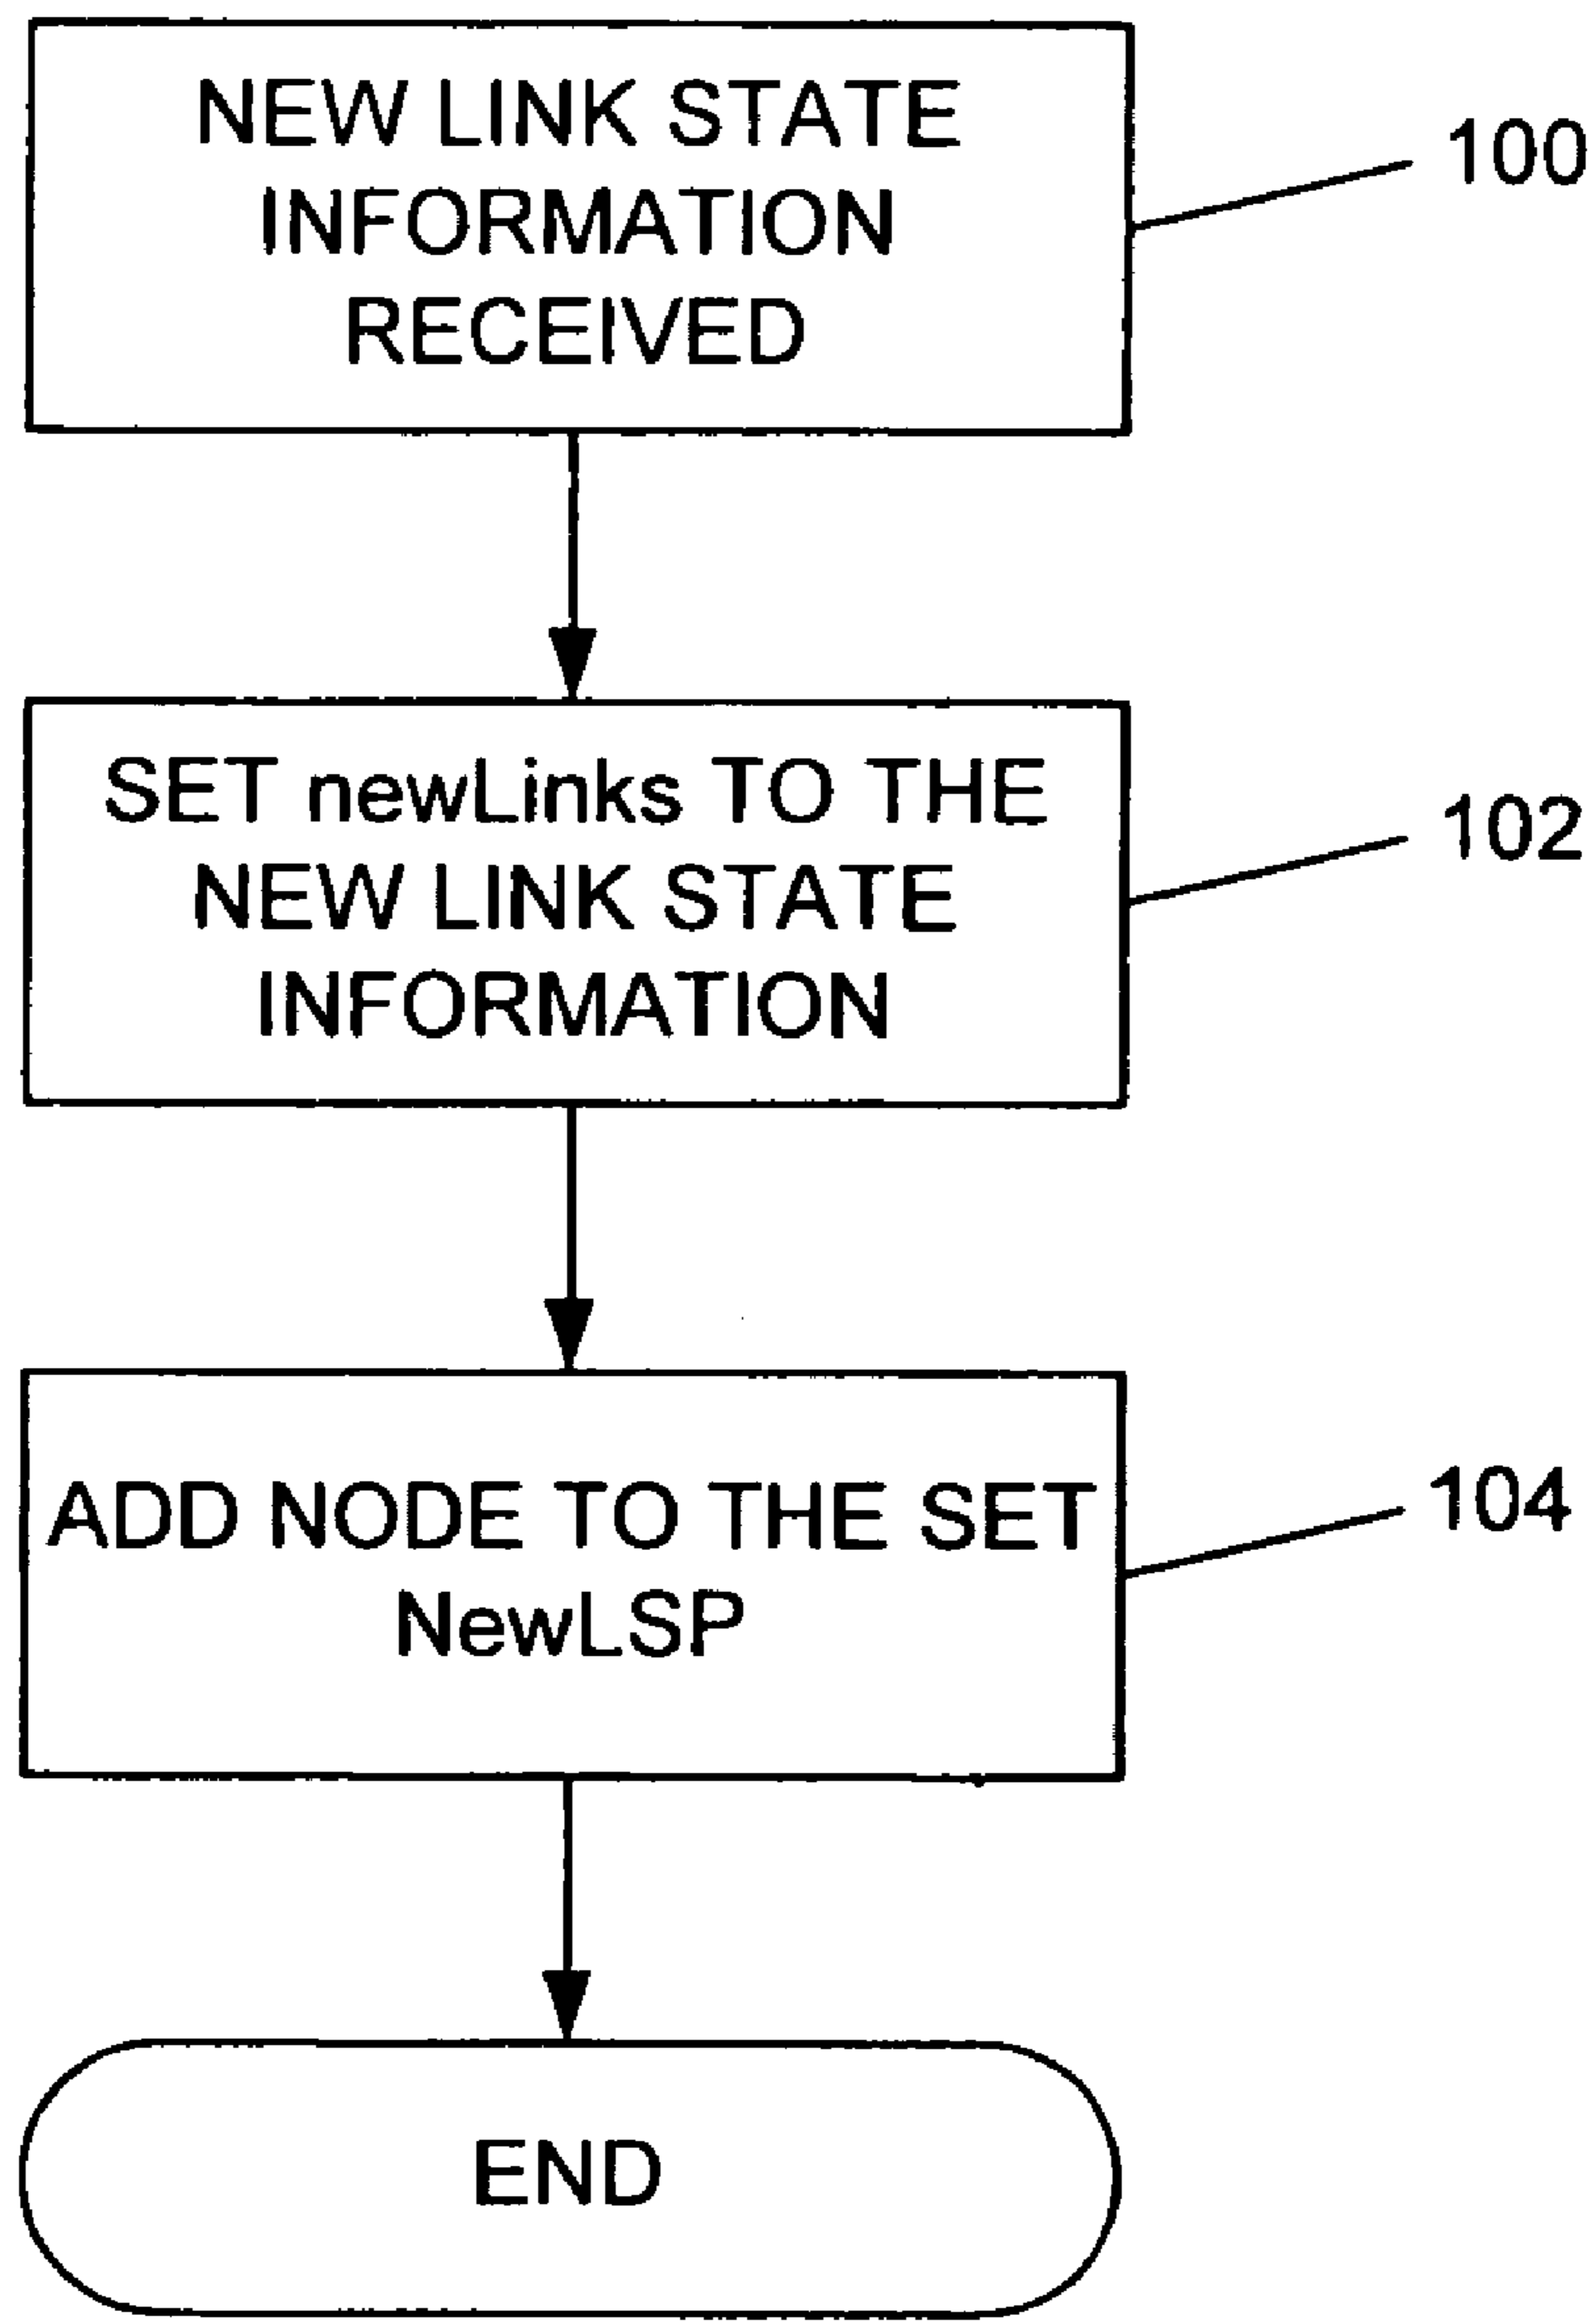 NEW LINK STATE
INFORMATION
RECEIVED
100
SET newLinks TO THE
NEW LINK STATE
INFORMATION
102
ADD NODE TO THE SET
NewLSP
104
END